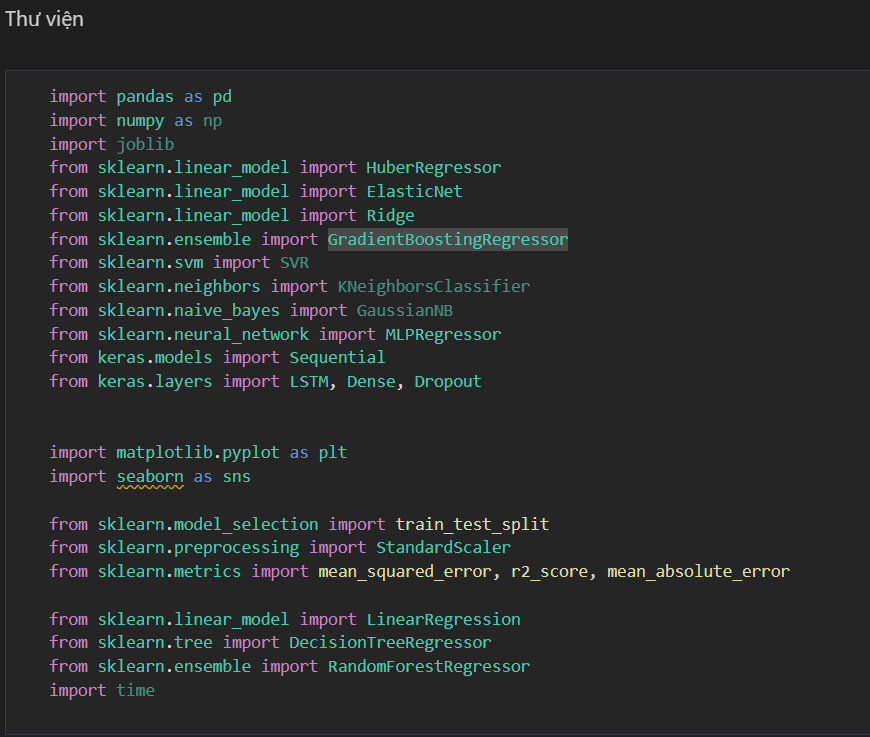 Thư viện
import pandas as pd
import numpy as np
import joblib
from sklearn.linear_model import HuberRegressor
from sklearn.linear_model import ElasticNet
from sklearn.linear_model import Ridge
from sklearn.ensemble import GradientBoostingRegressor
from sklearn.svm import SVR
from sklearn.neighbors import KNeighborsClassifier
from sklearn.naive_bayes import GaussianNB
from sklearn.neural_network import MLPRegressor
from keras.models import Sequential
from keras.layers import LSTM, Dense, Dropout
import matplotlib.pyplot as plt
import seaborn as sns
from sklearn.model_selection import train_test_split
from sklearn.preprocessing import StandardScaler
from sklearn.metrics import mean_squared_error, r2_score, mean_absolute_error
from sklearn.linear_model import LinearRegression
from sklearn.tree import DecisionTreeRegressor
from sklearn.ensemble import RandomForestRegressor
import time